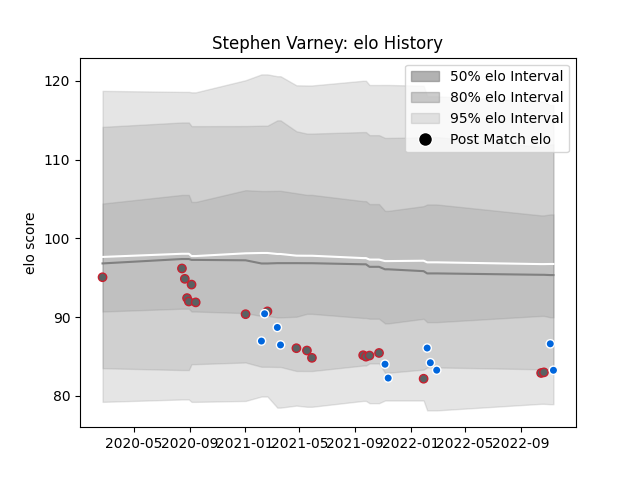 Stephen Varney: elo History
50% elo Interval
80% elo Interval
95% elo Interval
Post Match elo
elo score
120
110
100
90
80
2020-05 2020-09 2021-01 2021-05 2021-09 2022-01 2022-05 2022-09